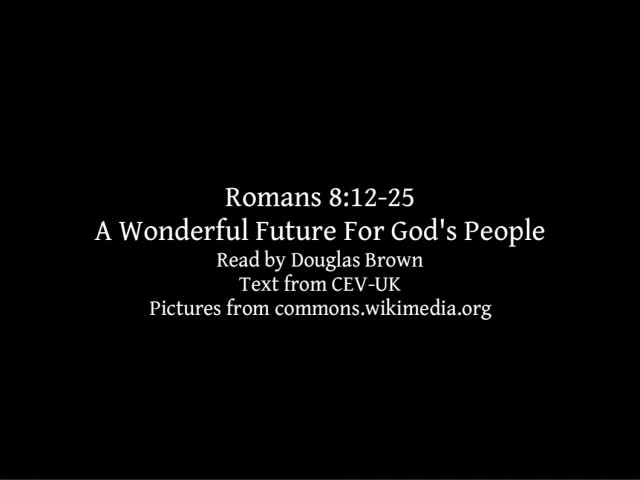 Romans 8:12-25
A Wonderful Future For God's People
Read by Douglas Brown
Text from CEV-UK
Pictures from commons.wikimedia.org